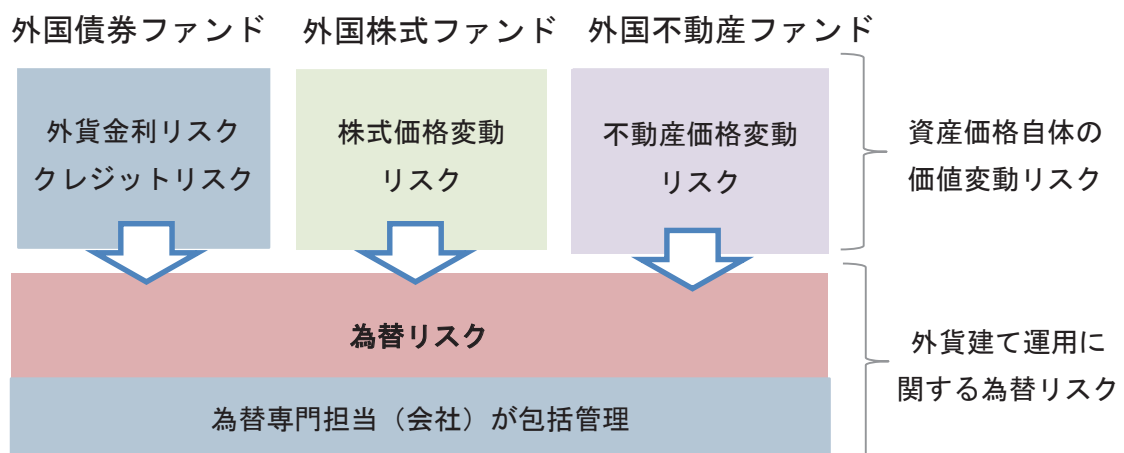 外国債券ファンド
外国株式ファンド
外国不動産ファンド
外貨金利リスク
クレジットリスク
株式価格変動
リスク
不動産価格変動
リスク
資産価格自体の
価値変動リスク
為替リスク
為替専門担当（会社）が包括管理
外貨建て運用に
関する為替リスク